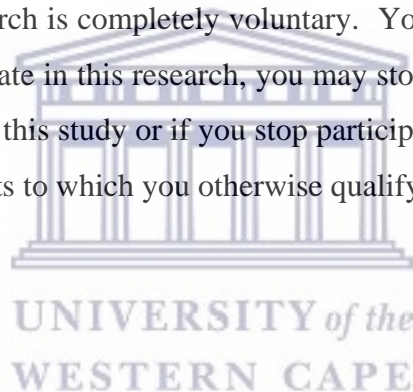 rch is completely voluntary. Yo
ate in this research, you may sto
this study or if you stop particip
ts to which you otherwise qualify
UNIVERSITY of the
WESTERN CAPE